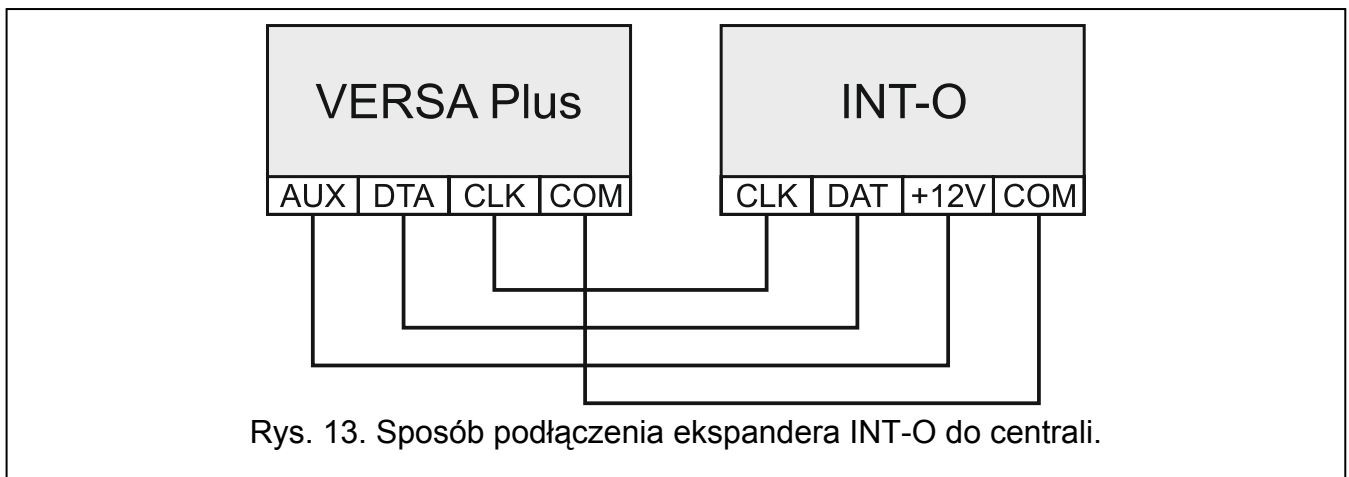 VERSA Plus
INT-O
AUX DTA CLK COM
CLK DAT +12V COM
Rys. 13. Sposób podłączenia ekspandera INT-O do centrali.